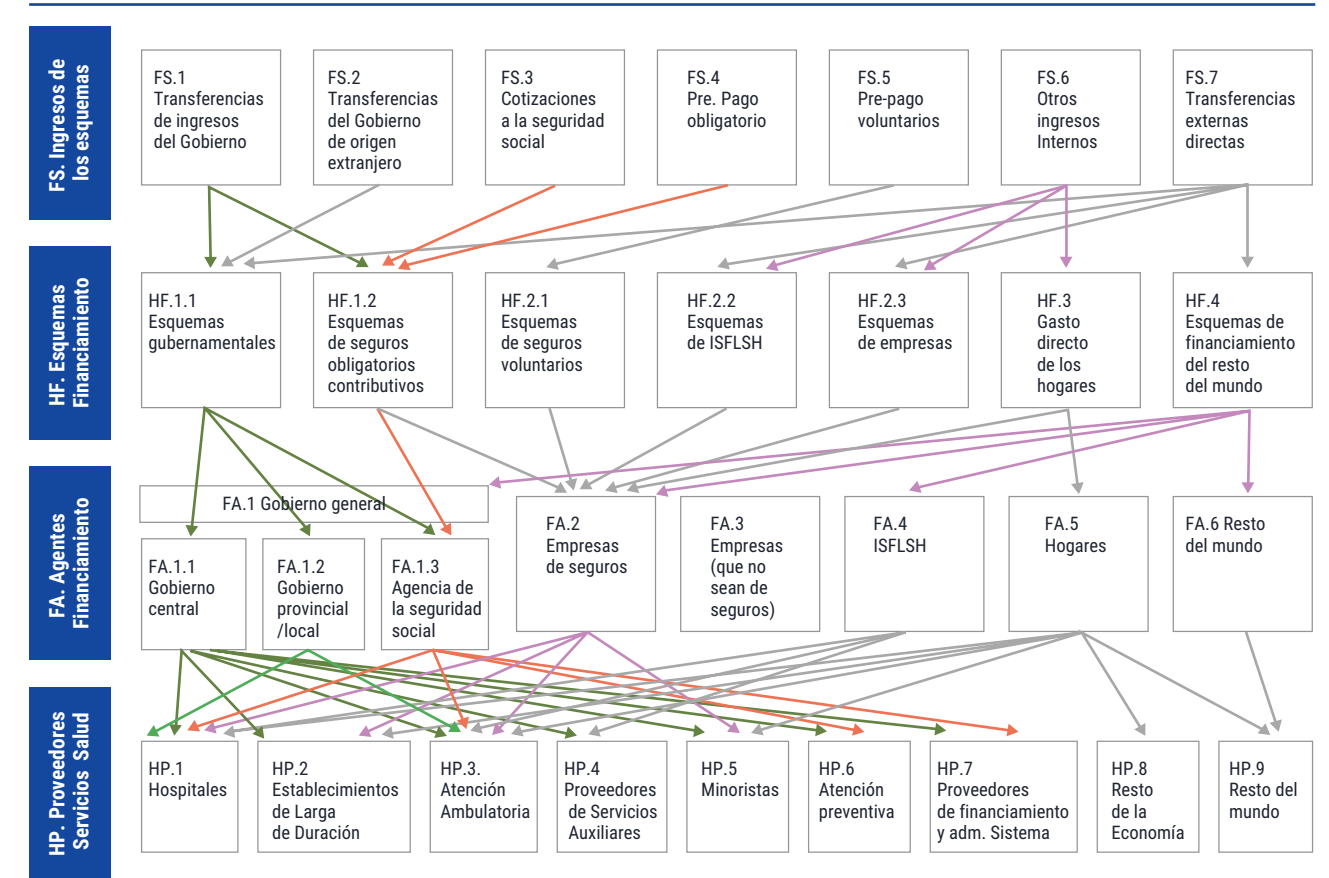 FS. Ingresos de
los esquemas
FS.1
Transferencias
de ingresos
del Gobierno
FS.2
Transferencias
del Gobierno
de origen
extranjero
FS.3
Cotizaciones
a la seguridad
social
FS.4
Pre. Pago
obligatorio
FS.5
Pre-pago
voluntarios
FS.6
Otros
ingresos
Internos
FS.7
Transferencias
externas
directas
HF. Esquemas
Financiamiento
HF.1.1
Esquemas
gubernamentales
HF.1.2
Esquemas
de seguros
obligatorios
contributivos
HF.2.1
Esquemas
de seguros
voluntarios
HF.2.2
Esquemas
de ISFLSH
HF.2.3
Esquemas
de empresas
HF.3
Gasto
directo
de los
hogares
HF.4
Esquemas de
financiamiento
del resto
del mundo
FA. Agentes
Financiamiento
FA.1 Gobierno general
FA.1.1
Gobierno
central
FA.1.2
Gobierno
provincial
/local
FA.1.3
Agencia de
la seguridad
social
FA.2
Empresas
de seguros
FA.3
Empresas
(que no
sean de
seguros)
FA.4
ISFLSH
FA.5
Hogares
FA.6 Resto
del mundo
HP. Proveedores
Servicios Salud
HP.1
Hospitales
HP.2
Establecimientos
de Larga
de Duración
HP.3.
Atención
Ambulatoria
HP.4
Proveedores
de Servicios
Auxiliares
HP.5
Minoristas
HP.6
Atención
preventiva
HP.7
Proveedores
de financiamiento
y adm. Sistema
HP.8
Resto
de la
Economía
HP.9
Resto del
mundo